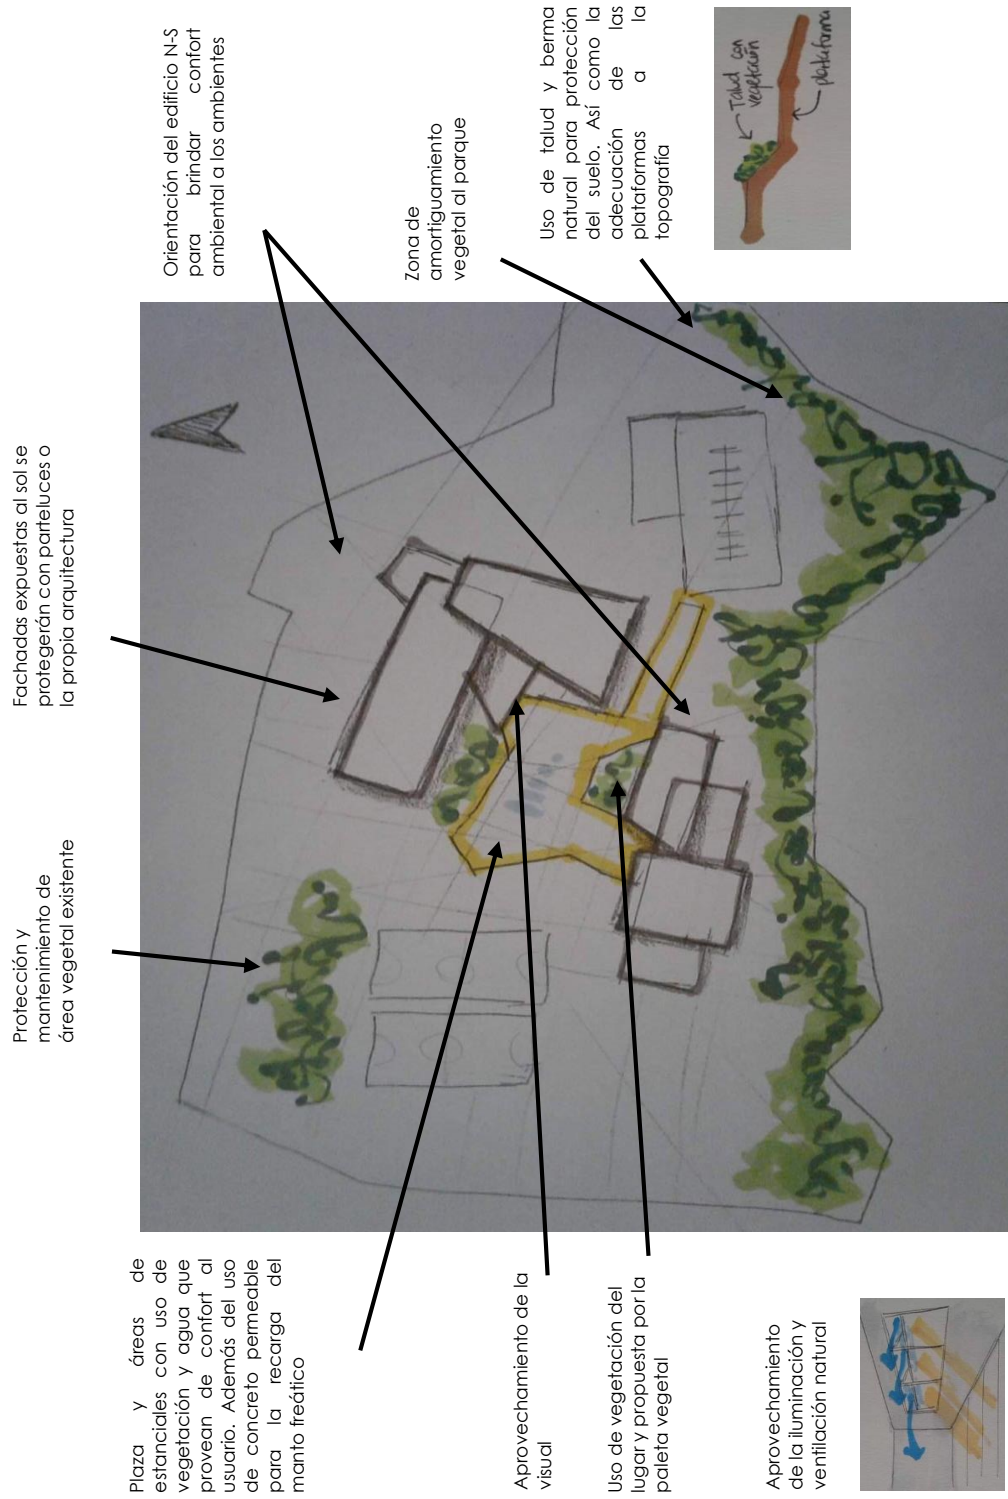 Protección y
mantenimiento de
área vegetal existente
Fachadas expuestas al sol se
protegerán con parteluces o
la propia arquitectura
Orientación del edificio N-S
para brindar confort
ambiental a los ambientes
Zona de
amortiguamiento
vegetal al parque
Uso de talud y berma
natural para protección
del suelo. Así como la
adecuación de las
plataformas a la
topografía
Talud con
vegetación
plataforma
Plaza y áreas de
estanciales con uso de
vegetación y agua que
provean de confort al
usuario. Además del uso
de concreto permeable
para la recarga del
manto freático
Aprovechamiento de la
visual
Uso de vegetación del
lugar y propuesta por la
paleta vegetal
Aprovechamiento
de la iluminación y
ventilación natural